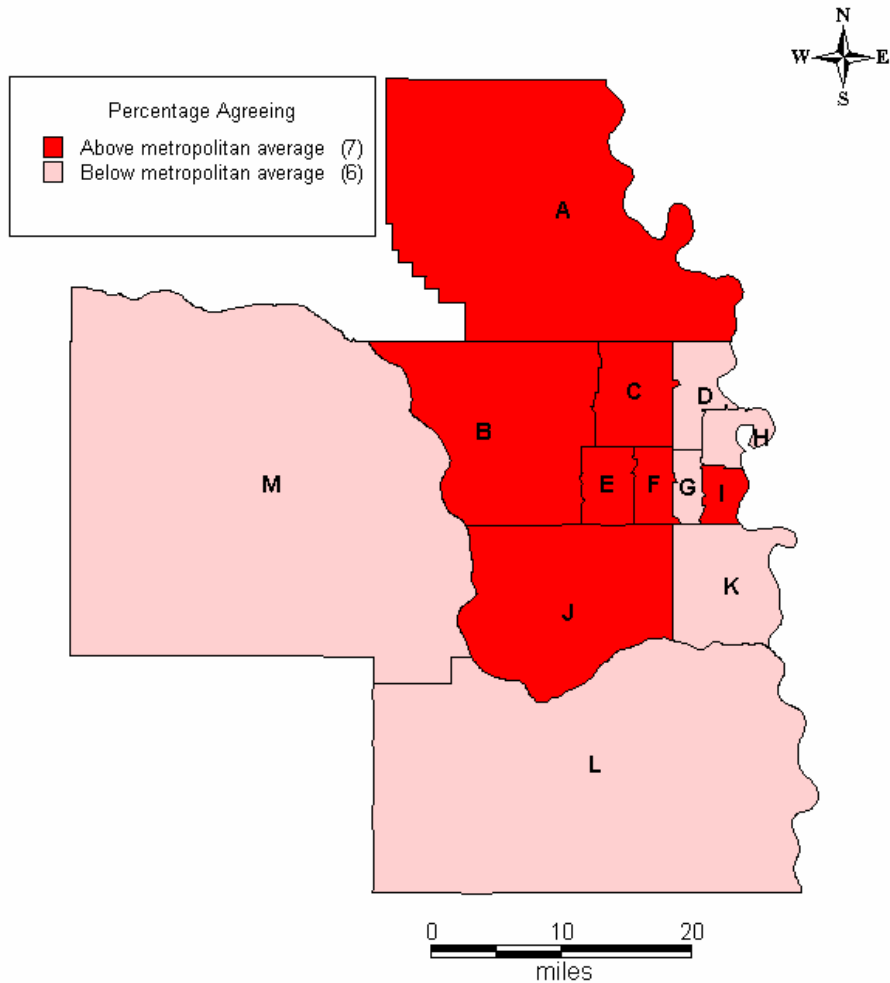 N
W E
S
Percentage Agreeing
Above metropolitan average (7)
Below metropolitan average (6)
A
B
C
D
H
M
E
F
G
I
J
K
L
0 10 20
miles